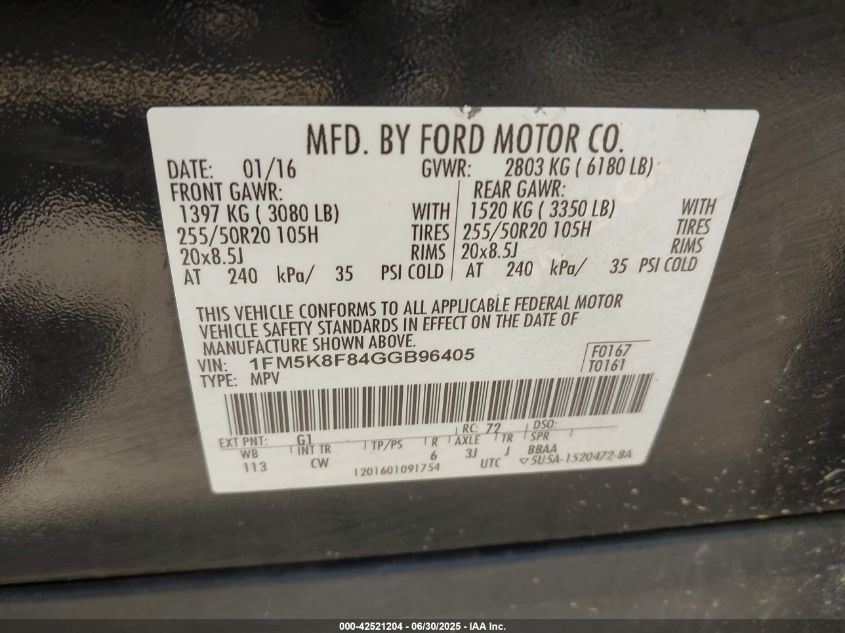 MFD. BY FORD MOTOR CO.
DATE: 01/16 GVWR: 2803 KG ( 6180 LB)
FRONT GAWR: REAR GAWR:
1397 KG ( 3080 LB) WITH 1520 KG ( 3350 LB) WITH
255/50R20 105H TIRES 255/50R20 105H TIRES
20x8.5J RIMS 20x8.5J RIMS
AT 240 kPa/ 35 PSI COLD AT 240 kPa/ 35 PSI COLD
THIS VEHICLE CONFORMS TO ALL APPLICABLE FEDERAL MOTOR
VEHICLE SAFETY STANDARDS IN EFFECT ON THE DATE OF
MANUFACTURE SHOWN ABOVE.
VIN: 1FM5K8F84GGB96405 F0167
TYPE: MPV T0161
EXT PNT: G1 RC: 72 DSO:
WB INT TR TP/PS R AXLE TR SPR
113 CW 6 3J J BBAA
1201601091754 UTC ▽5U5A-1520472-8A
000-42521204 - 06/30/2025 - IAA Inc.